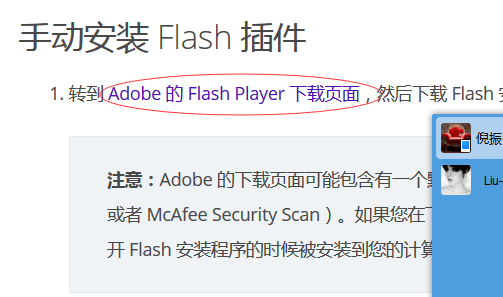 手动安装 Flash 插件
1. 转到 Adobe 的 Flash Player 下载页面，然后下载 Flash
倪振
注意：Adobe 的下载页面可能包含有一个
Liu-
或者 McAfee Security Scan）。如果您在
开 Flash 安装程序的时候被安装到您的计